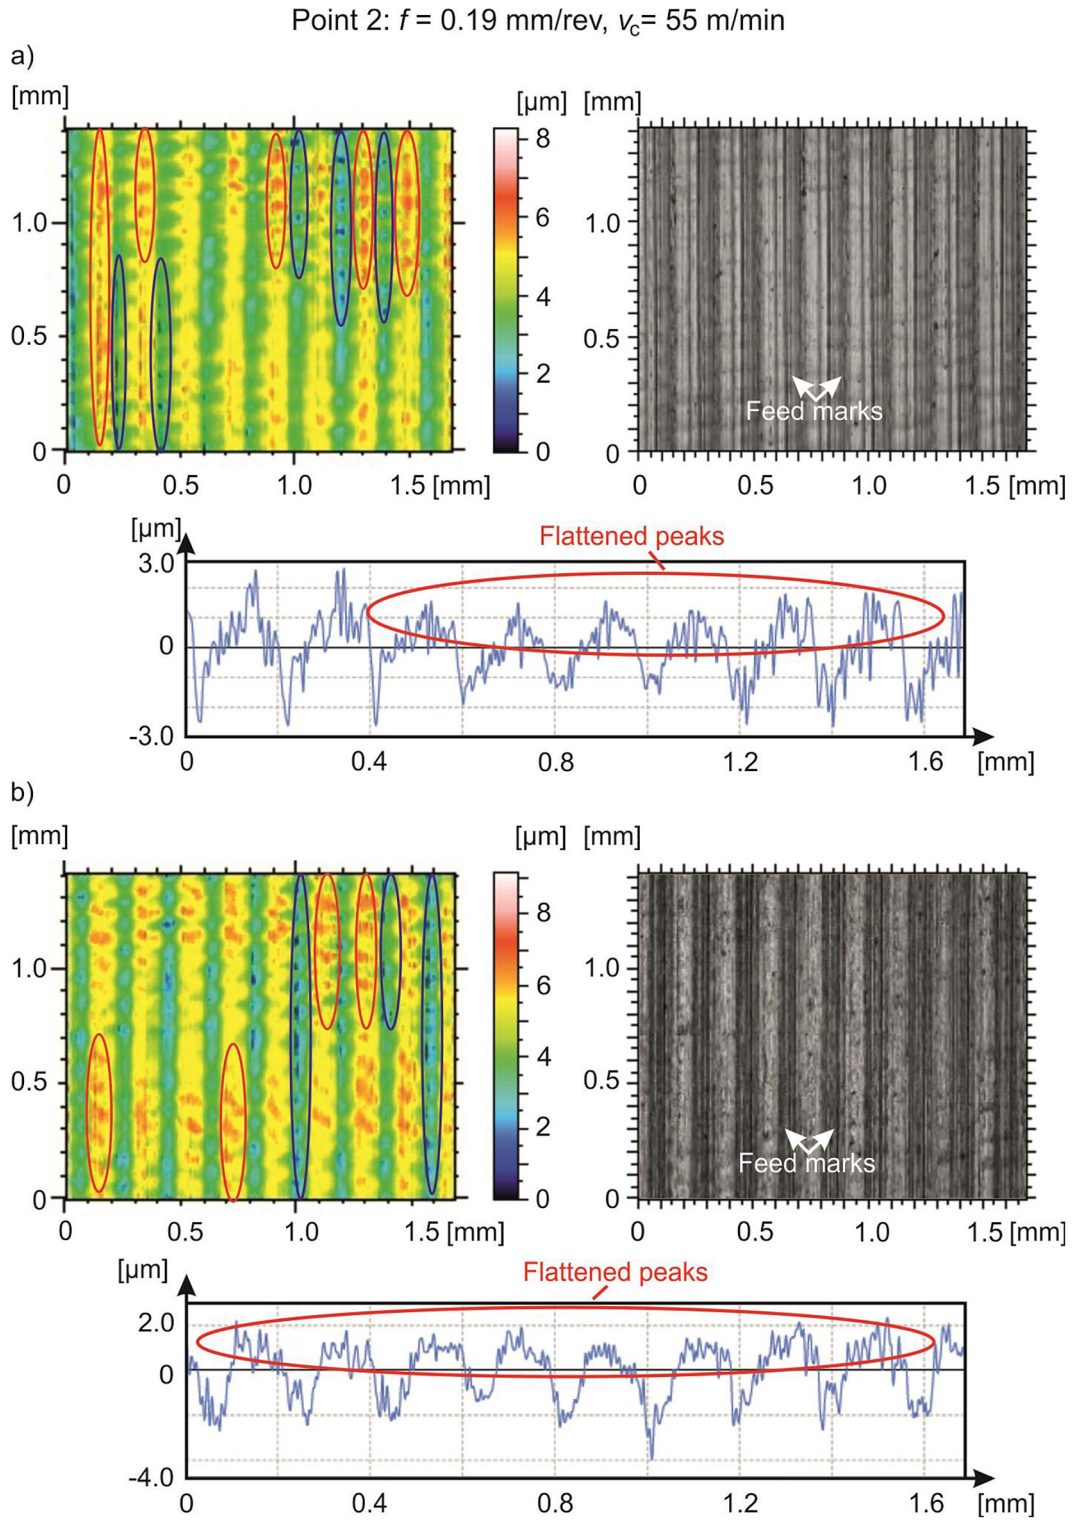 Point 2: f = 0.19 mm/rev, vc= 55 m/min
a)
[mm] [µm] [mm]
8
6
4
2
0
1.0
0.5
0
0 0.5 1.0 1.5 [mm]
1.0
0.5
0
Feed marks
0 0.5 1.0 1.5 [mm]
[µm]
Flattened peaks
3.0
0
-3.0
0 0.4 0.8 1.2 1.6 [mm]
b)
[mm] [µm] [mm]
8
6
4
2
0
1.0
0.5
0
0 0.5 1.0 1.5 [mm]
1.0
0.5
0
Feed marks
0 0.5 1.0 1.5 [mm]
[µm]
Flattened peaks
2.0
0
-4.0
0 0.4 0.8 1.2 1.6 [mm]